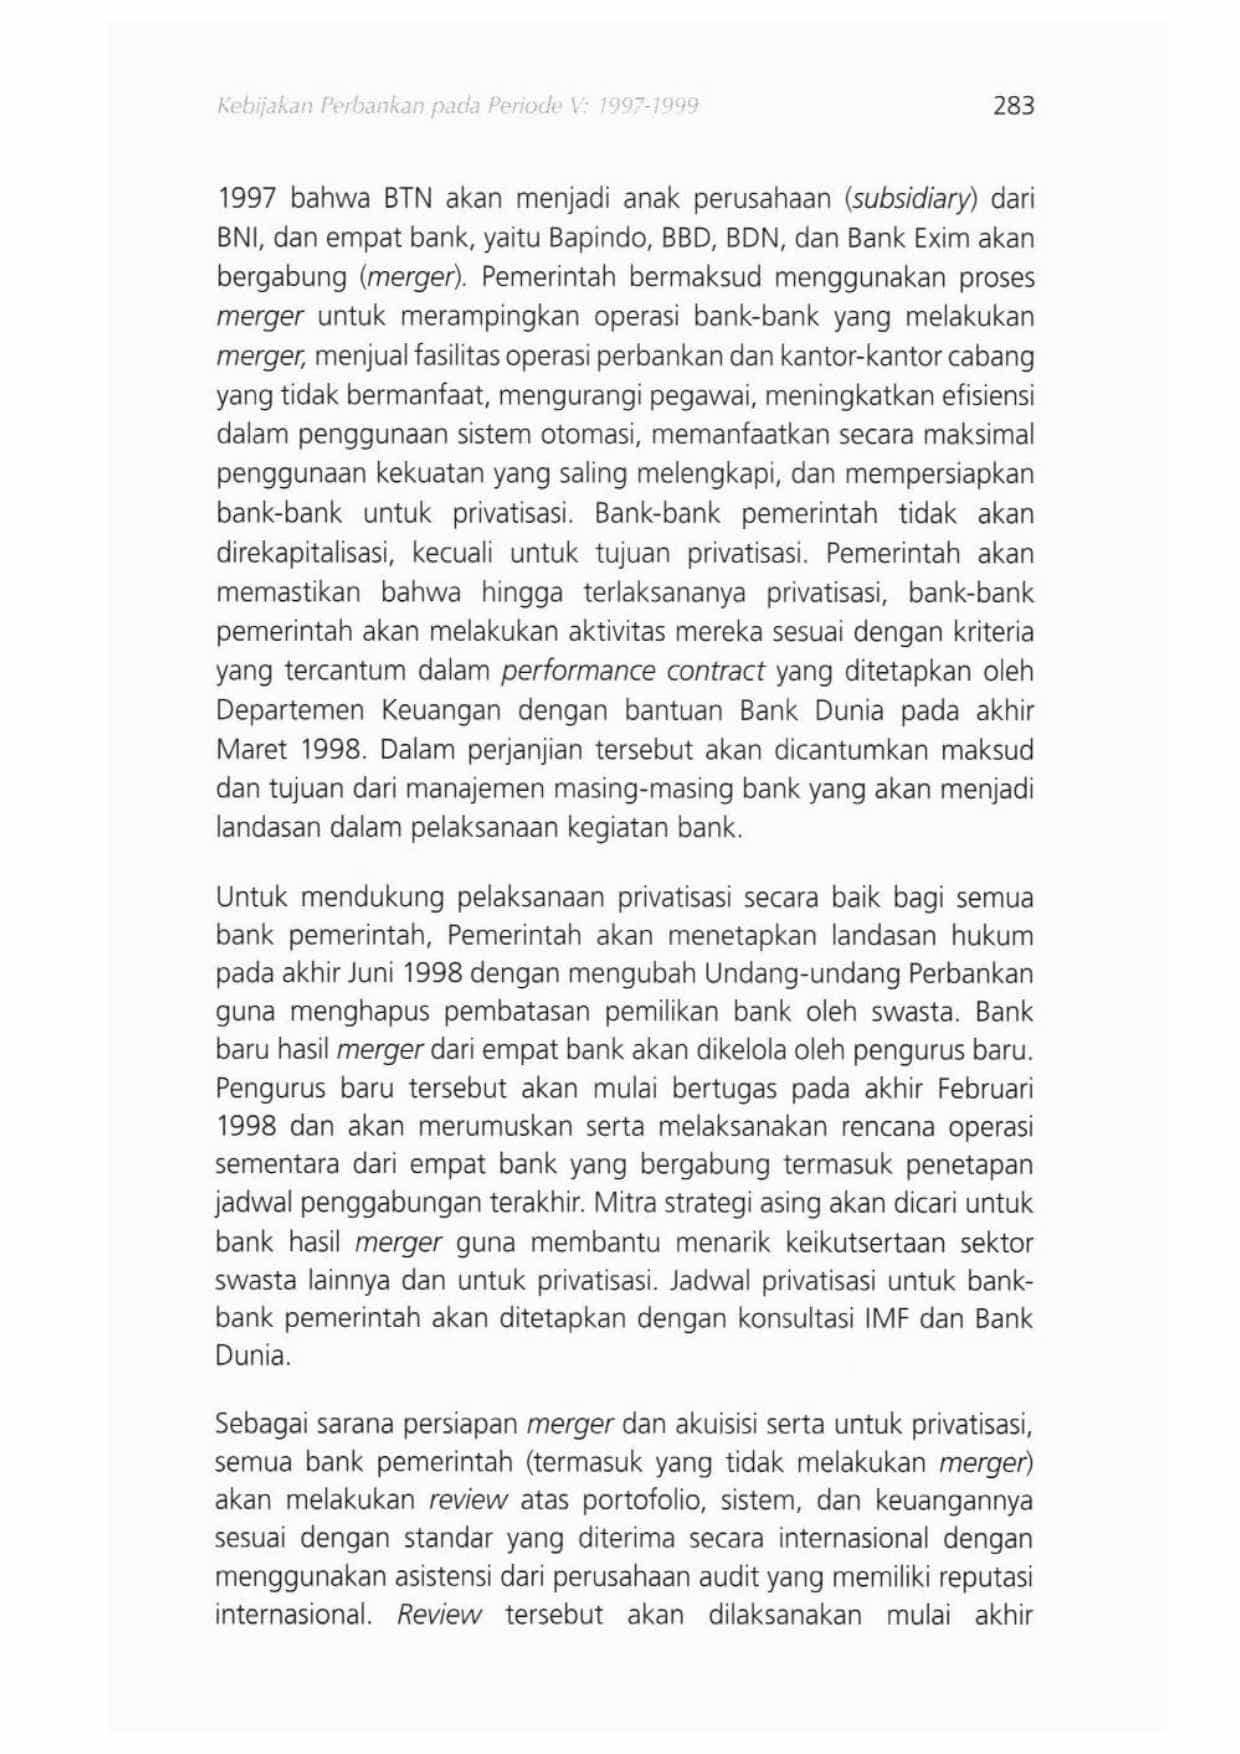 Kebijakan Perbankan pada Periode V: 1997-1999 283
1997 bahwa BTN akan menjadi anak perusahaan (subsidiary) dari
BNI, dan empat bank, yaitu Bapindo, BBD, BDN, dan Bank Exim akan
bergabung (merger). Pemerintah bermaksud menggunakan proses
merger untuk merampingkan operasi bank-bank yang melakukan
merger, menjual fasilitas operasi perbankan dan kantor-kantor cabang
yang tidak bermanfaat, mengurangi pegawai, meningkatkan efisiensi
dalam penggunaan sistem otomasi, memanfaatkan secara maksimal
penggunaan kekuatan yang saling melengkapi, dan mempersiapkan
bank-bank untuk privatisasi. Bank-bank pemerintah tidak akan
direkapitalisasi, kecuali untuk tujuan privatisasi. Pemerintah akan
memastikan bahwa hingga terlaksananya privatisasi, bank-bank
pemerintah akan melakukan aktivitas mereka sesuai dengan kriteria
yang tercantum dalam performance contract yang ditetapkan oleh
Departemen Keuangan dengan bantuan Bank Dunia pada akhir
Maret 1998. Dalam perjanjian tersebut akan dicantumkan maksud
dan tujuan dari manajemen masing-masing bank yang akan menjadi
landasan dalam pelaksanaan kegiatan bank.
Untuk mendukung pelaksanaan privatisasi secara baik bagi semua
bank pemerintah, Pemerintah akan menetapkan landasan hukum
pada akhir Juni 1998 dengan mengubah Undang-undang Perbankan
guna menghapus pembatasan pemilikan bank oleh swasta. Bank
baru hasil merger dari empat bank akan dikelola oleh pengurus baru.
Pengurus baru tersebut akan mulai bertugas pada akhir Februari
1998 dan akan merumuskan serta melaksanakan rencana operasi
sementara dari empat bank yang bergabung termasuk penetapan
jadwal penggabungan terakhir. Mitra strategi asing akan dicari untuk
bank hasil merger guna membantu menarik keikutsertaan sektor
swasta lainnya dan untuk privatisasi. Jadwal privatisasi untuk bank-
bank pemerintah akan ditetapkan dengan konsultasi IMF dan Bank
Dunia.
Sebagai sarana persiapan merger dan akuisisi serta untuk privatisasi,
semua bank pemerintah (termasuk yang tidak melakukan merger)
akan melakukan review atas portofolio, sistem, dan keuangannya
sesuai dengan standar yang diterima secara internasional dengan
menggunakan asistensi dari perusahaan audit yang memiliki reputasi
internasional. Review tersebut akan dilaksanakan mulai akhir